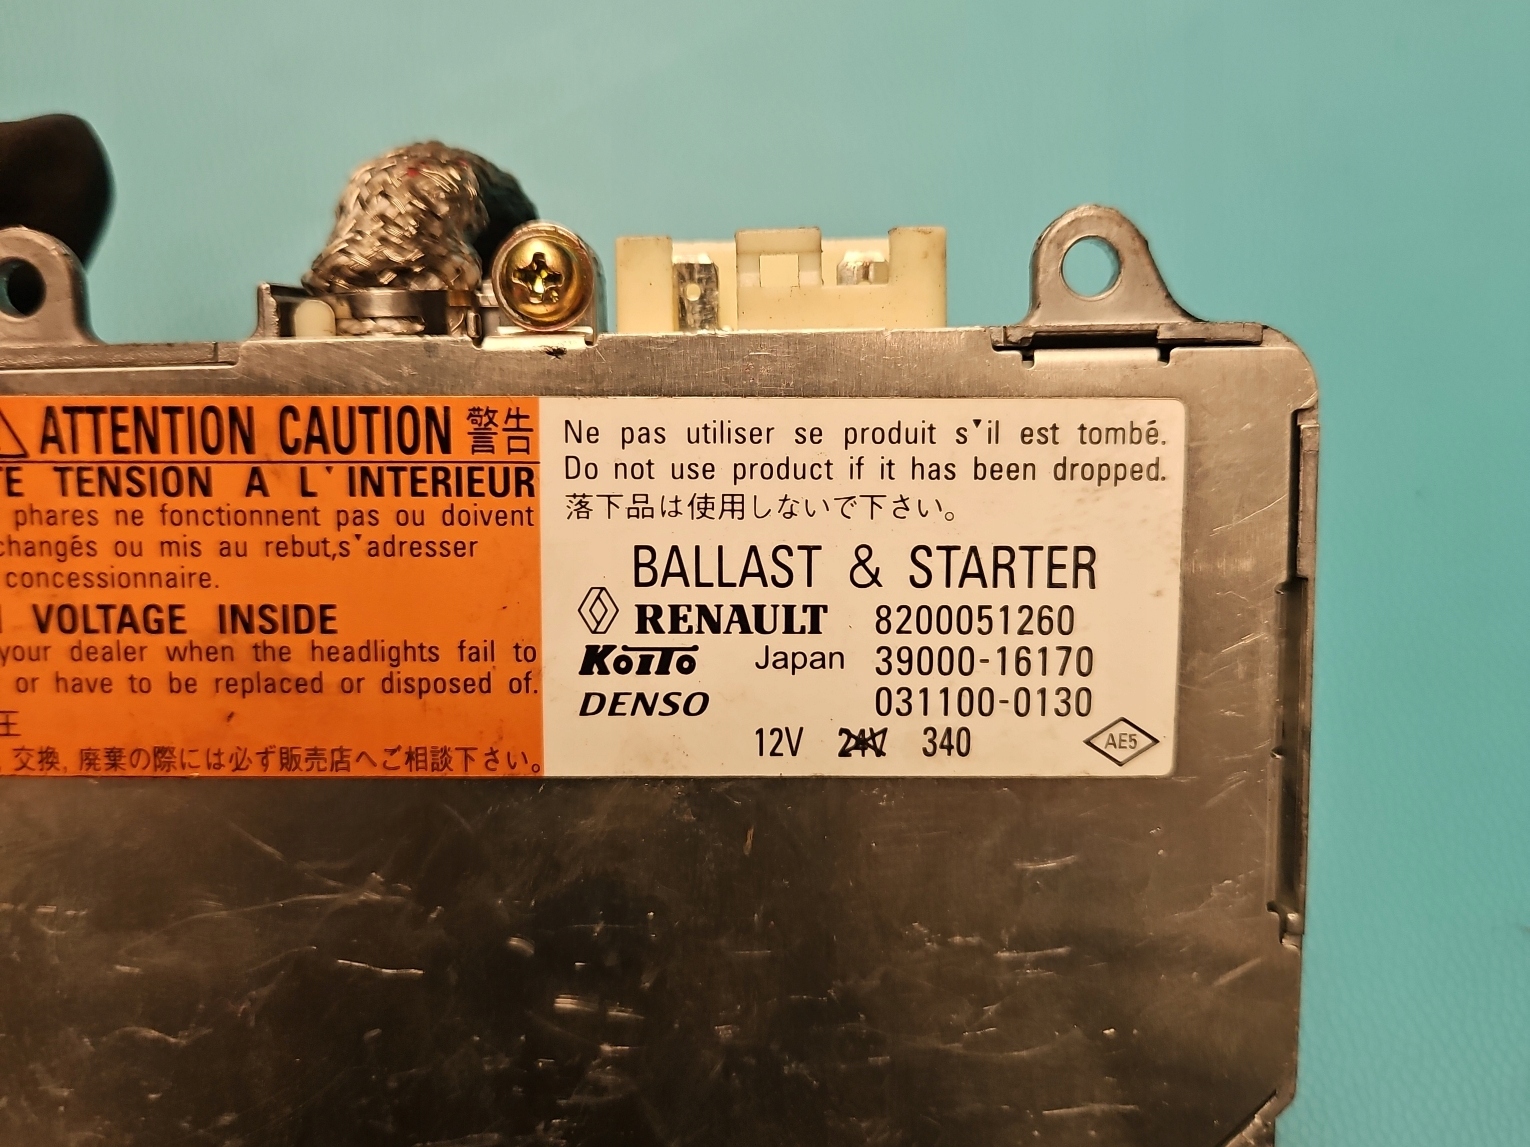 ATTENTION CAUTION 警告
TE TENSION A L'INTERIEUR
phares ne fonctionnent pas ou doivent
changés ou mis au rebut,s'adresser
concessionnaire.
VOLTAGE INSIDE
your dealer when the headlights fail to
or have to be replaced or disposed of.
圧
交換, 廃棄の際には必ず販売店へご相談下さい。
Ne pas utiliser se produit s'il est tombé.
Do not use product if it has been dropped.
落下品は使用しないで下さい。
BALLAST & STARTER
RENAULT 8200051260
KOITO Japan 39000-16170
DENSO 031100-0130
12V 24V 340 AE5